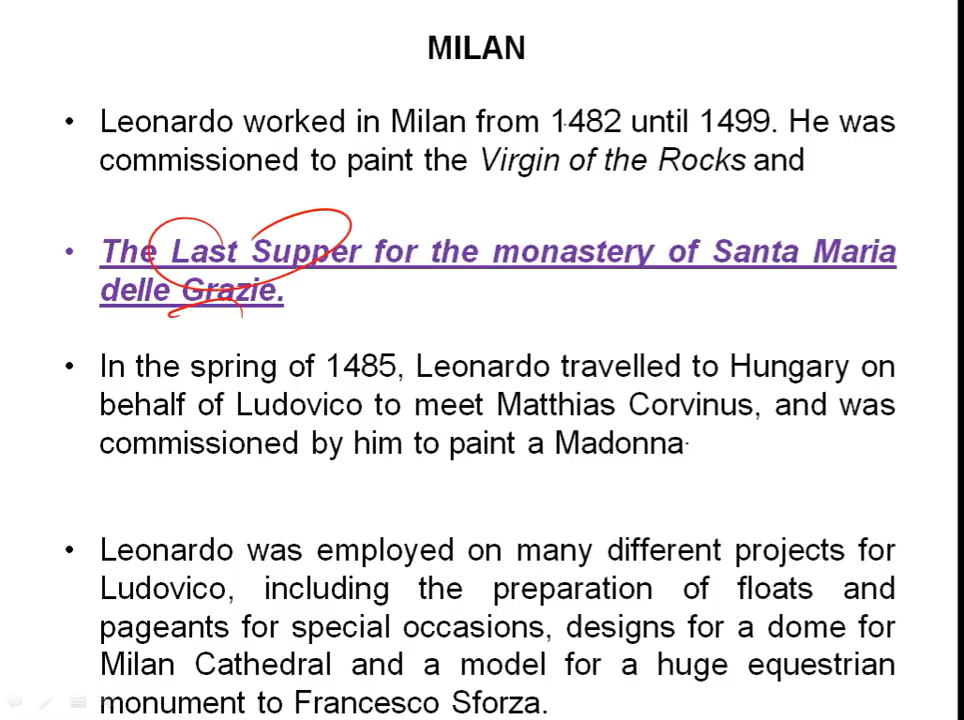 MILAN
• Leonardo worked in Milan from 1482 until 1499. He was
commissioned to paint the Virgin of the Rocks and
• The Last Supper for the monastery of Santa Maria
delle Grazie.
• In the spring of 1485, Leonardo travelled to Hungary on
behalf of Ludovico to meet Matthias Corvinus, and was
commissioned by him to paint a Madonna
• Leonardo was employed on many different projects for
Ludovico, including the preparation of floats and
pageants for special occasions, designs for a dome for
Milan Cathedral and a model for a huge equestrian
monument to Francesco Sforza.